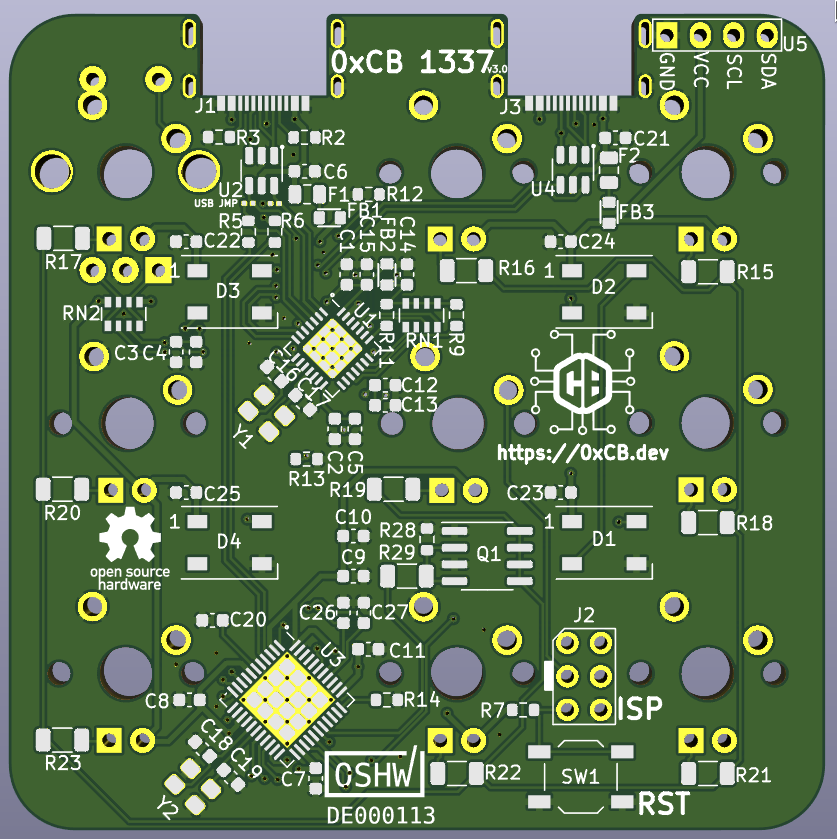 0xCB 1337 v3.0
U5
GND
VCC
SCL
SDA
J1
J3
R3
R2
C21
U2
C6
F1
R12
U4
F2
USB JMP
FB1
FB3
R5
R6
R17
C22
C1
C15
FB2
C14
R16
C24
R15
1
D3
1
D2
RN2
U1
R11
RN1
R9
C3
C4
C16
C17
C12
C13
CB
Y1
https://0xCB.dev
C2
C5
R13
R19
C23
R20
C25
R18
1
D4
C10
R28
R29
Q1
1
D1
open source
hardware
C9
C20
C26
C27
J2
U3
C11
C8
R14
R7
ISP
R23
C18
C19
C7
OSHW
R22
SW1
R21
Y2
DE000113
RST